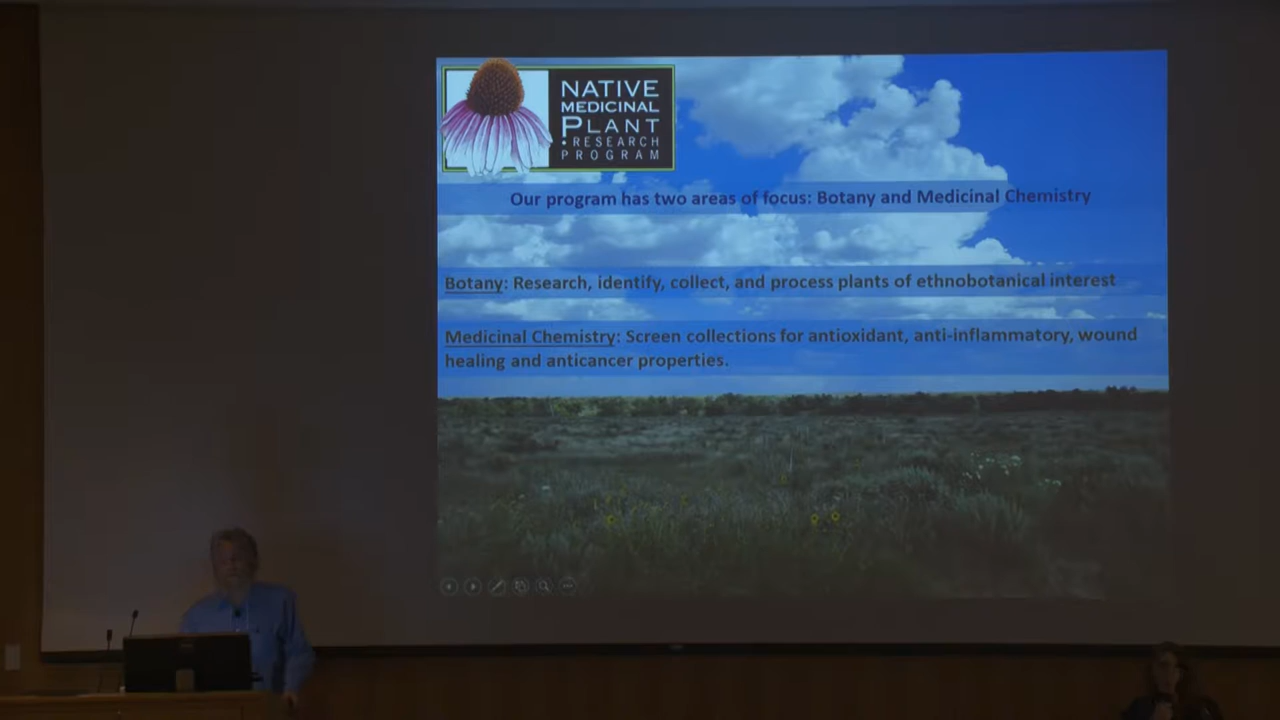 NATIVE
MEDICINAL
PLANT
RESEARCH
PROGRAM
Our program has two areas of focus: Botany and Medicinal Chemistry
Botany: Research, identify, collect, and process plants of ethnobotanical interest
Medicinal Chemistry: Screen collections for antioxidant, anti-inflammatory, wound
healing and anticancer properties.